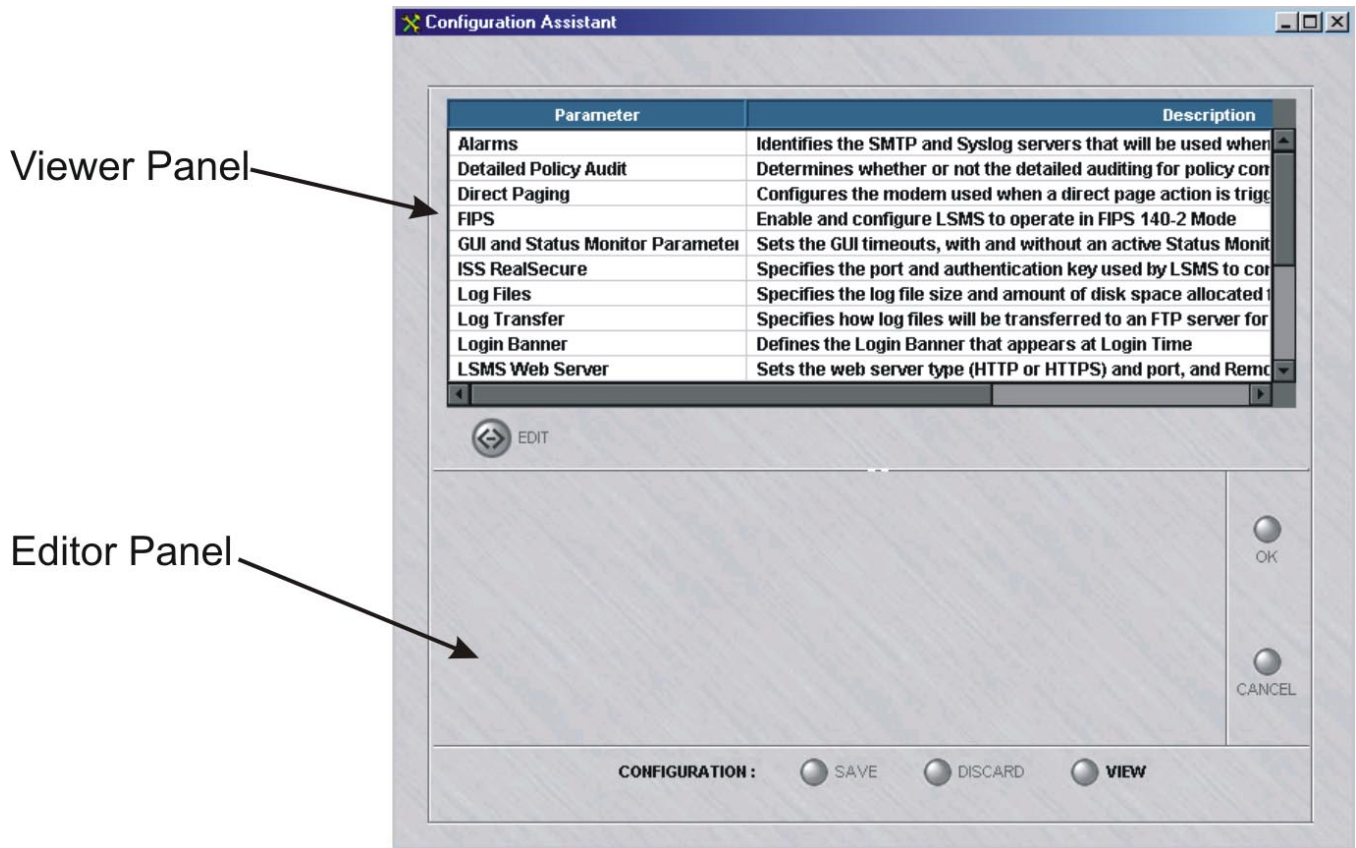 Configuration Assistant
Parameter Description
Alarms Identifies the SMTP and Syslog servers that will be used when
Detailed Policy Audit Determines whether or not the detailed auditing for policy com
Direct Paging Configures the modem used when a direct page action is trigg
FIPS Enable and configure LSMS to operate in FIPS 140-2 Mode
GUI and Status Monitor Parameter Sets the GUI timeouts, with and without an active Status Monit
ISS RealSecure Specifies the port and authentication key used by LSMS to con
Log Files Specifies the log file size and amount of disk space allocated
Log Transfer Specifies how log files will be transferred to an FTP server for
Login Banner Defines the Login Banner that appears at Login Time
LSMS Web Server Sets the web server type (HTTP or HTTPS) and port, and Remo
Viewer Panel
EDIT
Editor Panel
OK
CANCEL
CONFIGURATION : SAVE DISCARD VIEW